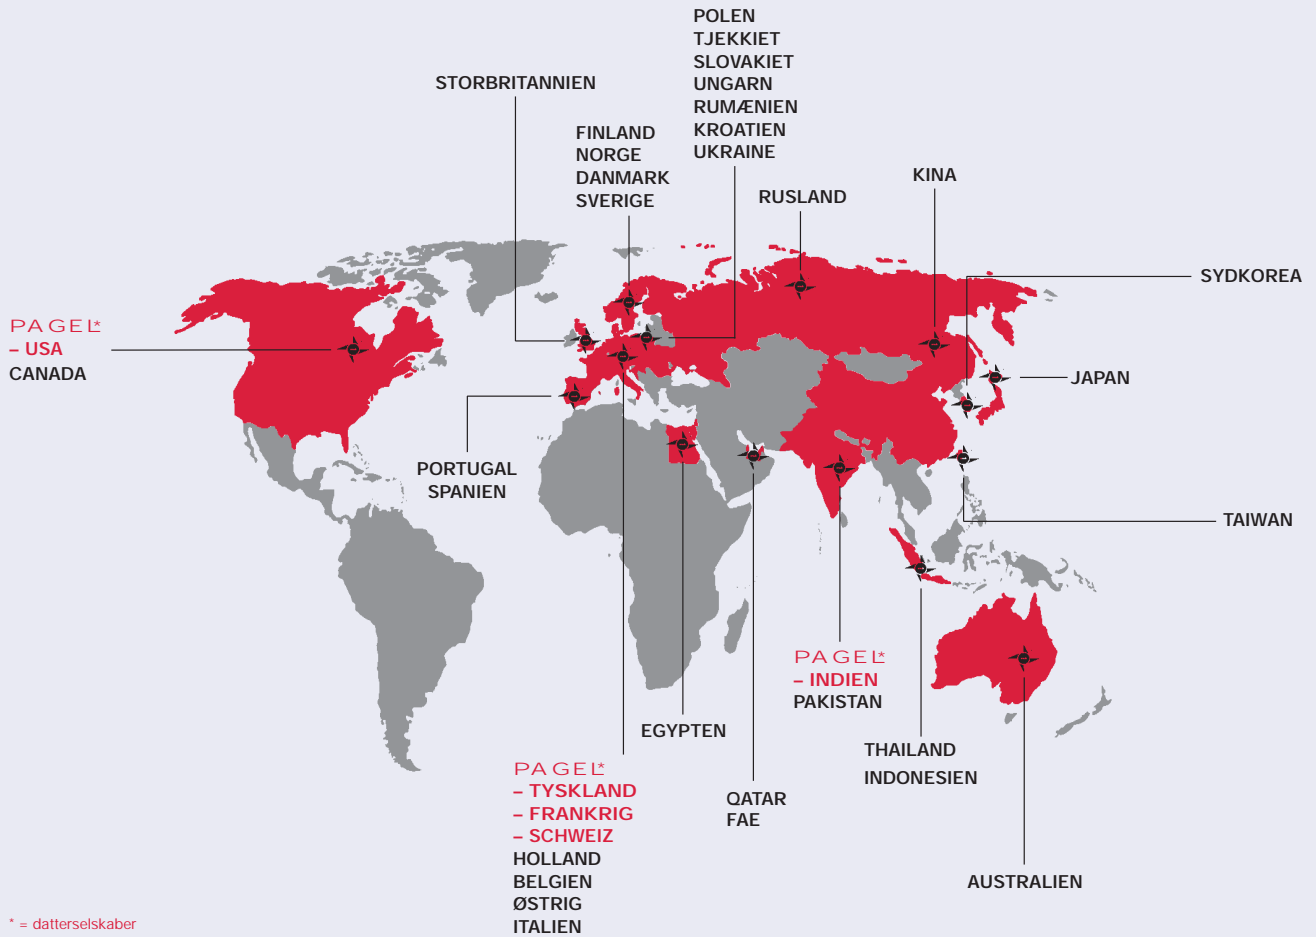 POLEN
TJEKKIET
SLOVAKIET
UNGARN
RUMÆNIEN
KROATIEN
UKRAINE
STORBRITANNIEN
FINLAND
NORGE
DANMARK
SVERIGE
RUSLAND
KINA
SYDKOREA
PAGEL*
– USA
CANADA
JAPAN
PORTUGAL
SPANIEN
TAIWAN
PAGEL*
– INDIEN
PAKISTAN
EGYPTEN
THAILAND
INDONESIEN
PAGEL*
– TYSKLAND
– FRANKRIG
– SCHWEIZ
HOLLAND
BELGIEN
ØSTRIG
ITALIEN
QATAR
FAE
AUSTRALIEN
* = datterselskaber